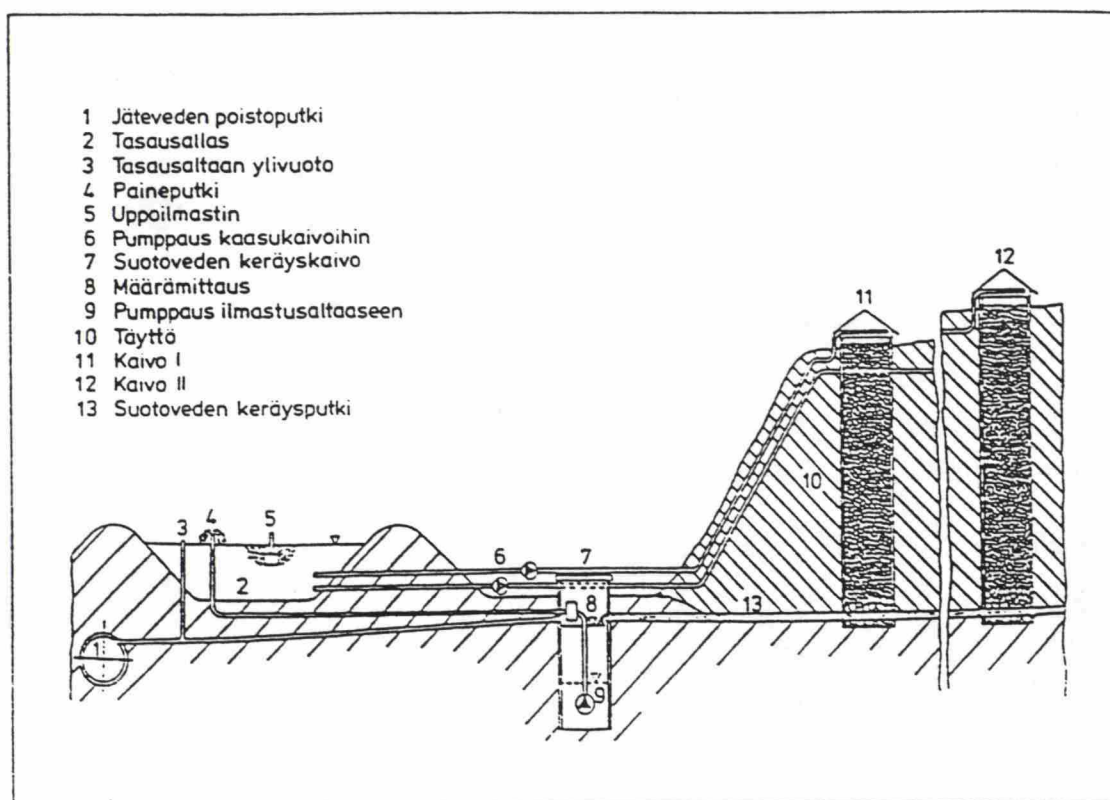 1 Jäteveden poistoputki
2 Tasausallas
3 Tasausaltaan ylivuoto
4 Paineputki
5 Uppoilmastin
6 Pumppaus kaasukaivoihin
7 Suotoveden keräyskaivo
8 Määrämittaus
9 Pumppaus ilmastusaltaaseen
10 Täyttö
11 Kaivo I
12 Kaivo II
13 Suotoveden keräysputki
12
11
10
3 4 5
6 7
2
8
13
1
9